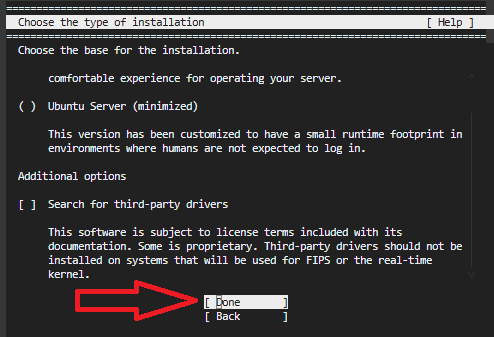 Choose the type of installation [ Help ]
Choose the base for the installation.
comfortable experience for operating your server.
( ) Ubuntu Server (minimized)
This version has been customized to have a small runtime footprint in
environments where humans are not expected to log in.
Additional options
[ ] Search for third-party drivers
This software is subject to license terms included with its
documentation. Some is proprietary. Third-party drivers should not be
installed on systems that will be used for FIPS or the real-time
kernel.
[ Done ]
[ Back ]